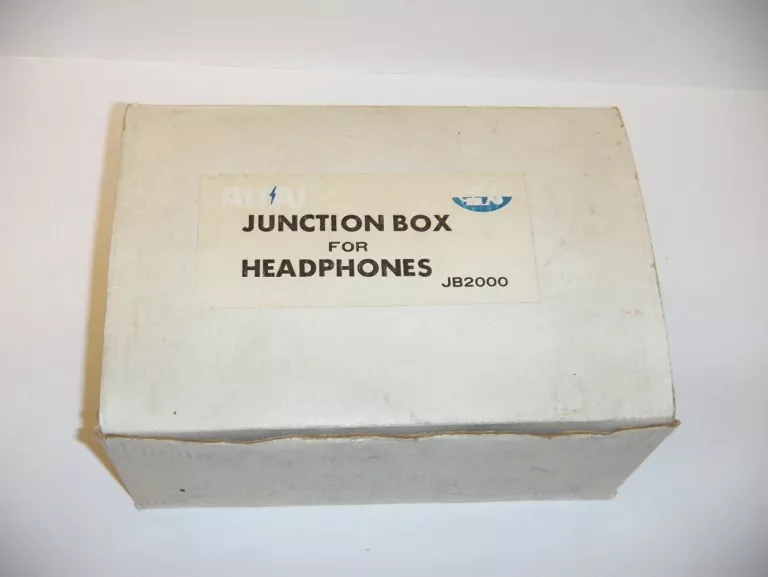 JUNCTION BOX
FOR
HEADPHONES
JB2000